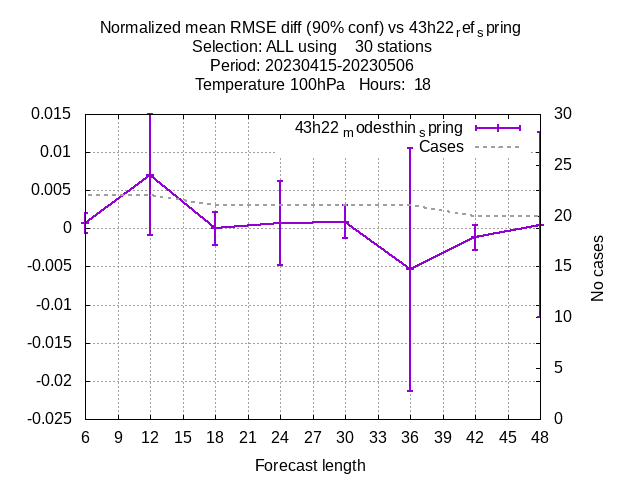 Normalized mean RMSE diff (90% conf) vs 43h22refspring
Selection: ALL using 30 stations
Period: 20230415-20230506
Temperature 100hPa Hours: 18
43h22modesthinspring
Cases
0.015
0.01
0.005
0
-0.005
-0.01
-0.015
-0.02
-0.025
30
25
20
15
10
5
0
No cases
6 9 12 15 18 21 24 27 30 33 36 39 42 45 48
Forecast length